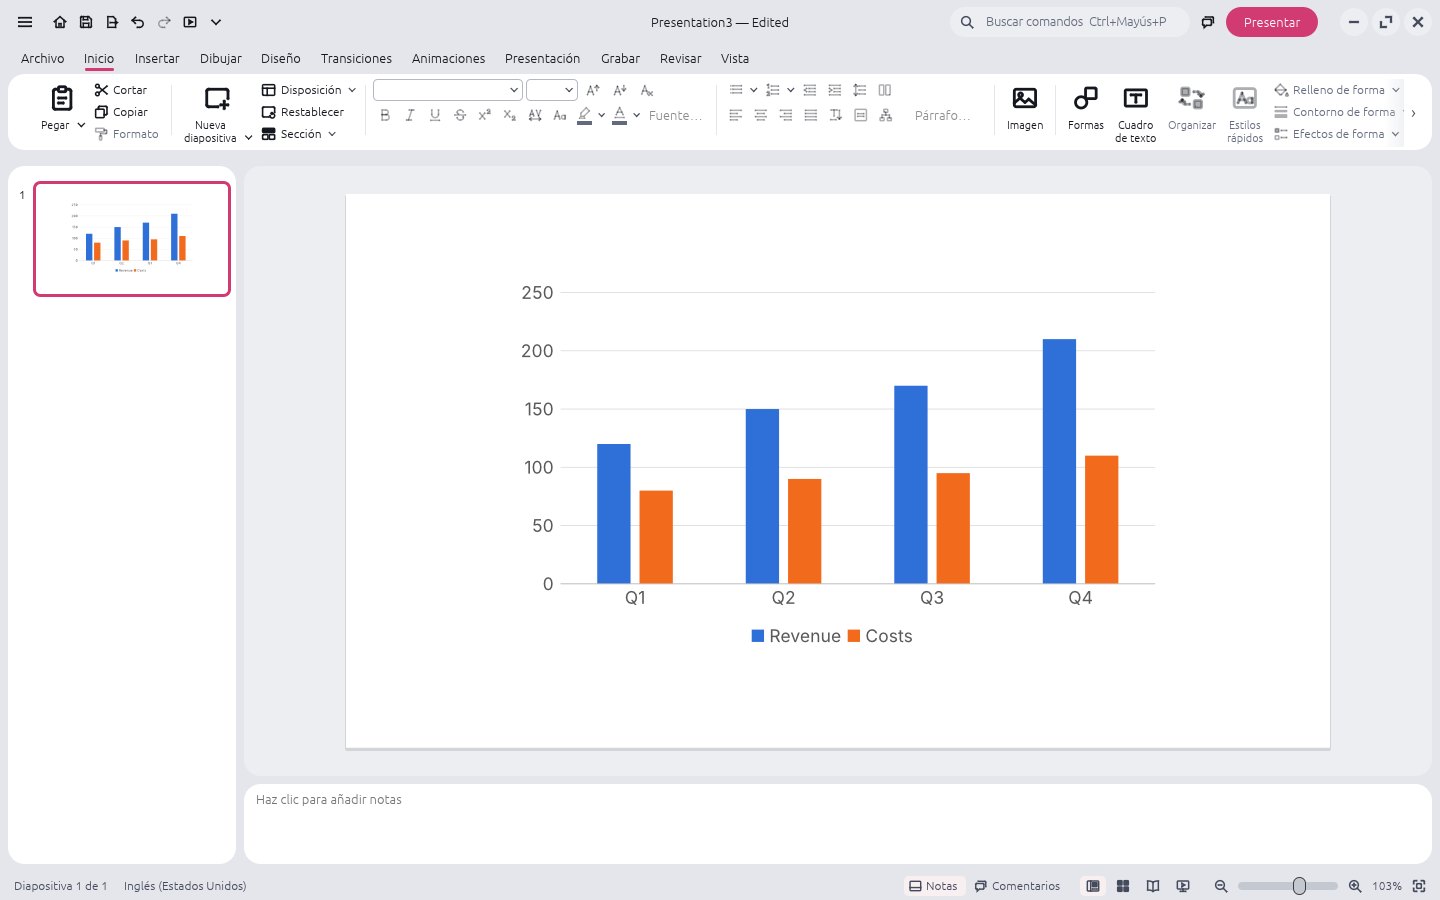 Presentation3 — Edited
Buscar comandos Ctrl+Mayús+P
Presentar
Archivo Inicio Insertar Dibujar Diseño Transiciones Animaciones Presentación Grabar Revisar Vista
Pegar
Cortar
Copiar
Formato
Nueva
diapositiva
Disposición
Restablecer
Sección
Fuente...
Párrafo...
Imagen
Formas
Cuadro
de texto
Organizar
Estilos
rápidos
Relleno de forma
Contorno de forma
Efectos de forma
1
250
200
150
100
50
0
Q1 Q2 Q3 Q4
Revenue Costs
Haz clic para añadir notas
Diapositiva 1 de 1
Inglés (Estados Unidos)
Notas
Comentarios
103%